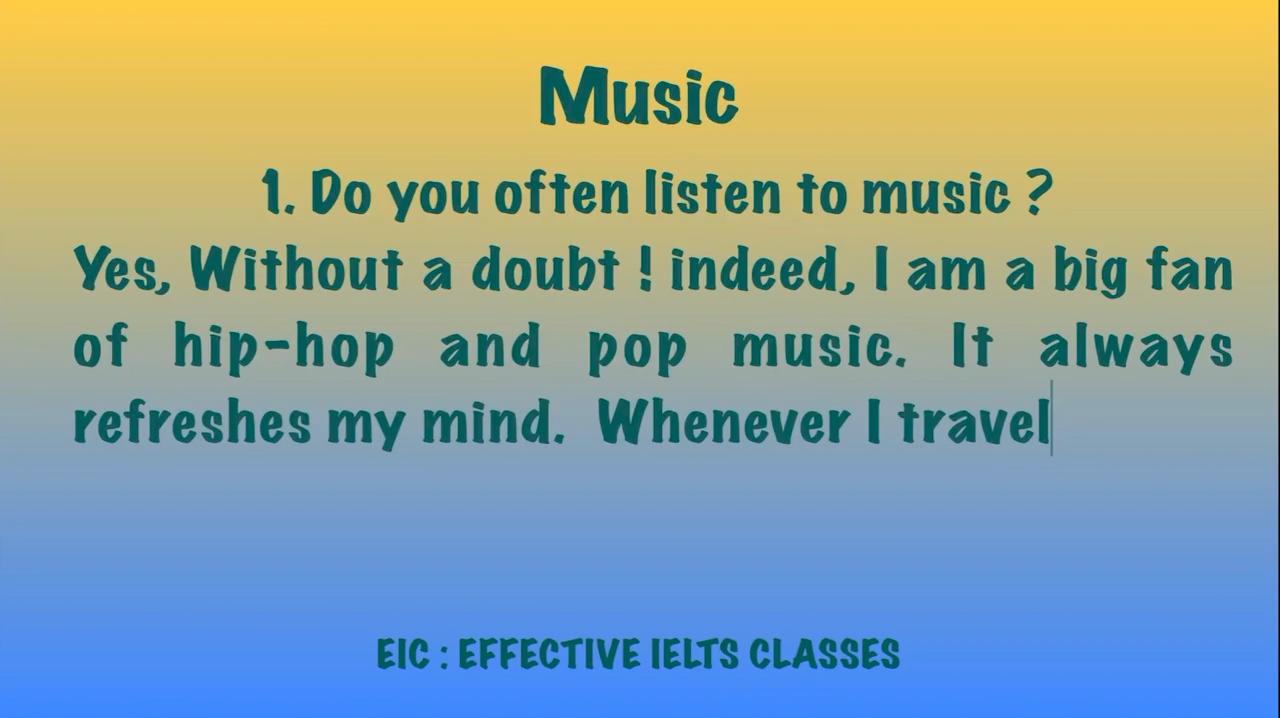 Music
1. Do you often listen to music ?
Yes, Without a doubt ! indeed, I am a big fan
of hip-hop and pop music. It always
refreshes my mind. Whenever I travel
EIC : EFFECTIVE IELTS CLASSES